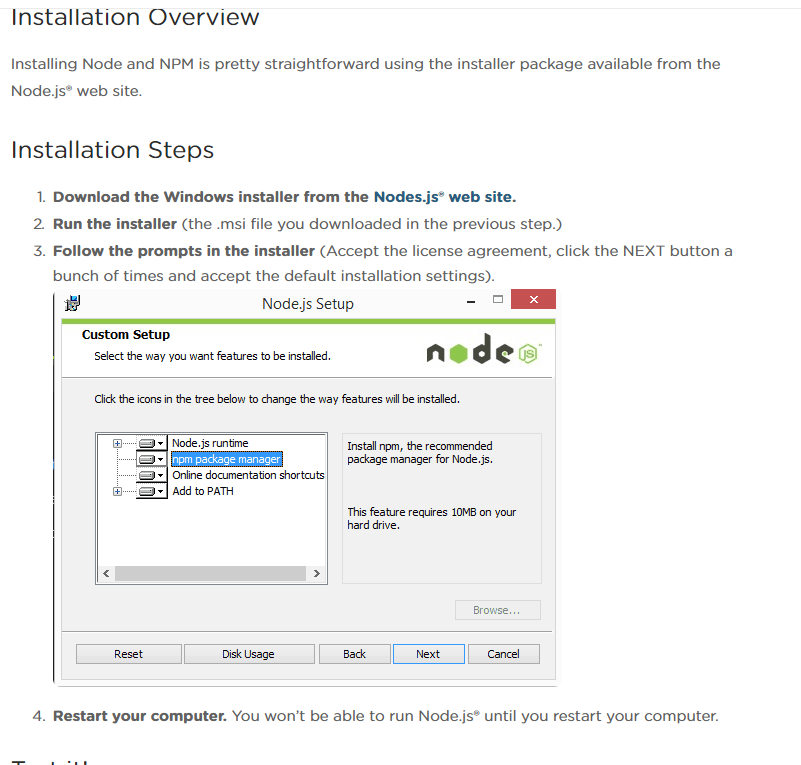 Installation Overview
Installing Node and NPM is pretty straightforward using the installer package available from the
Node.js® web site.
Installation Steps
1. Download the Windows installer from the Nodes.js® web site.
2. Run the installer (the .msi file you downloaded in the previous step.)
3. Follow the prompts in the installer (Accept the license agreement, click the NEXT button a
bunch of times and accept the default installation settings).
Node.js Setup
Custom Setup
Select the way you want features to be installed.
node JS ™
Click the icons in the tree below to change the way features will be installed.
Node.js runtime
npm package manager
Online documentation shortcuts
Add to PATH
Install npm, the recommended
package manager for Node.js.
This feature requires 10MB on your
hard drive.
Browse...
Reset
Disk Usage
Back
Next
Cancel
4. Restart your computer. You won't be able to run Node.js® until you restart your computer.